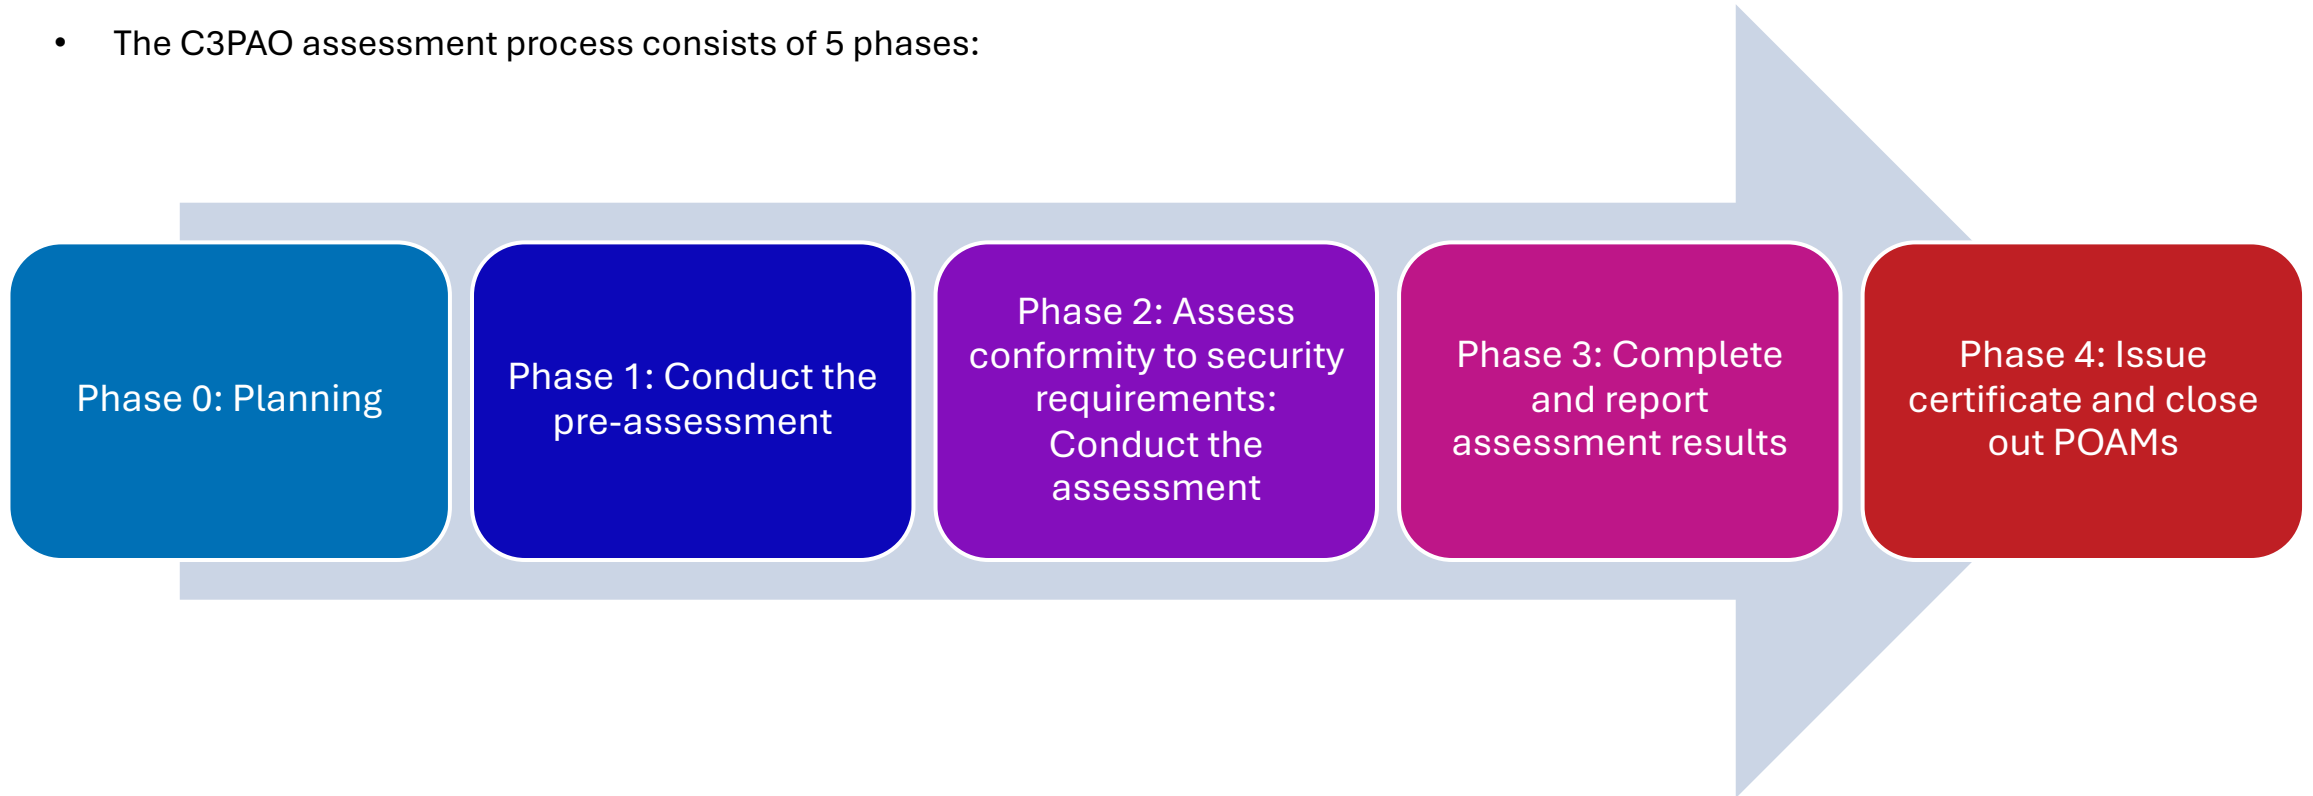 • The C3PAO assessment process consists of 5 phases:
Phase 0: Planning
Phase 1: Conduct the
pre-assessment
Phase 2: Assess
conformity to security
requirements:
Conduct the
assessment
Phase 3: Complete
and report
assessment results
Phase 4: Issue
certificate and close
out POAMs